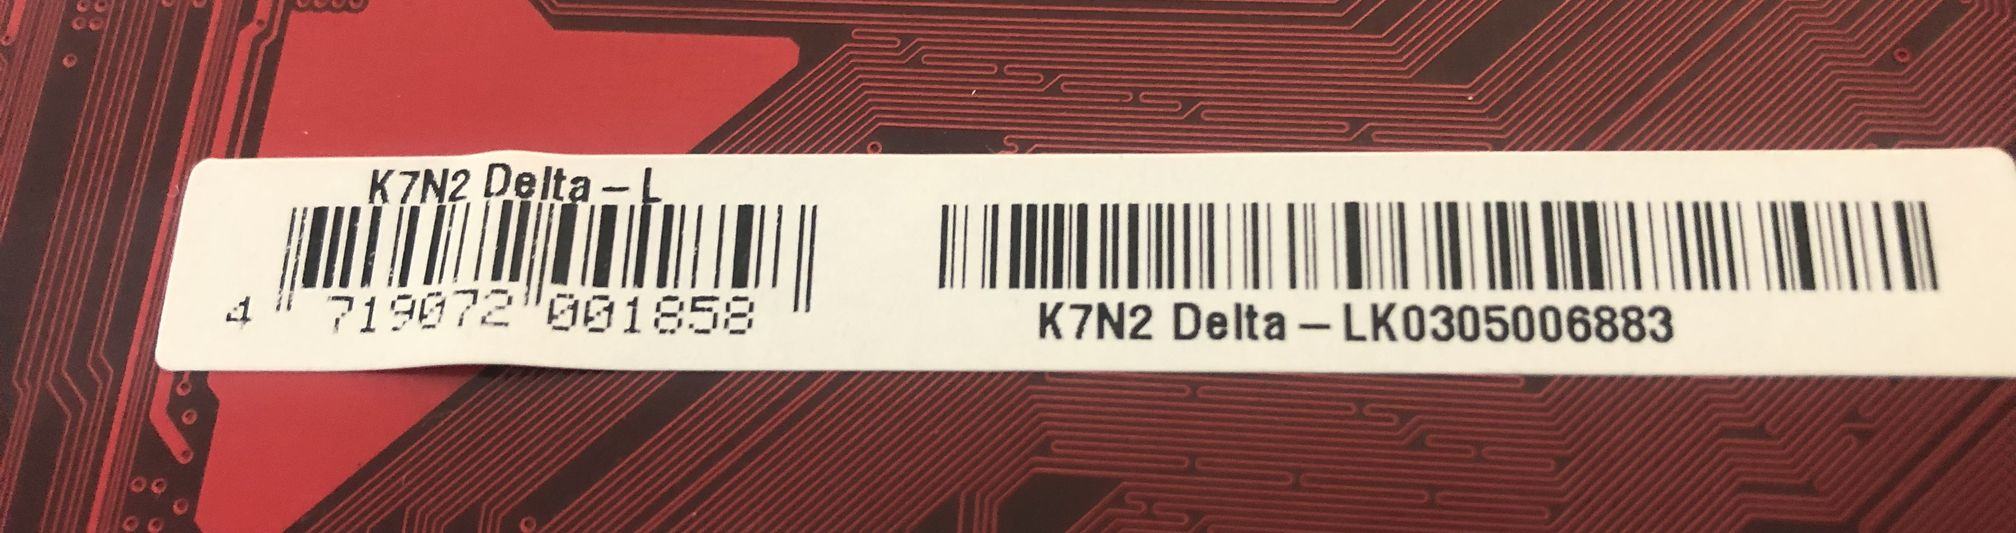 K7N2 Delta – L
4 719072 001858
K7N2 Delta – LK0305006883